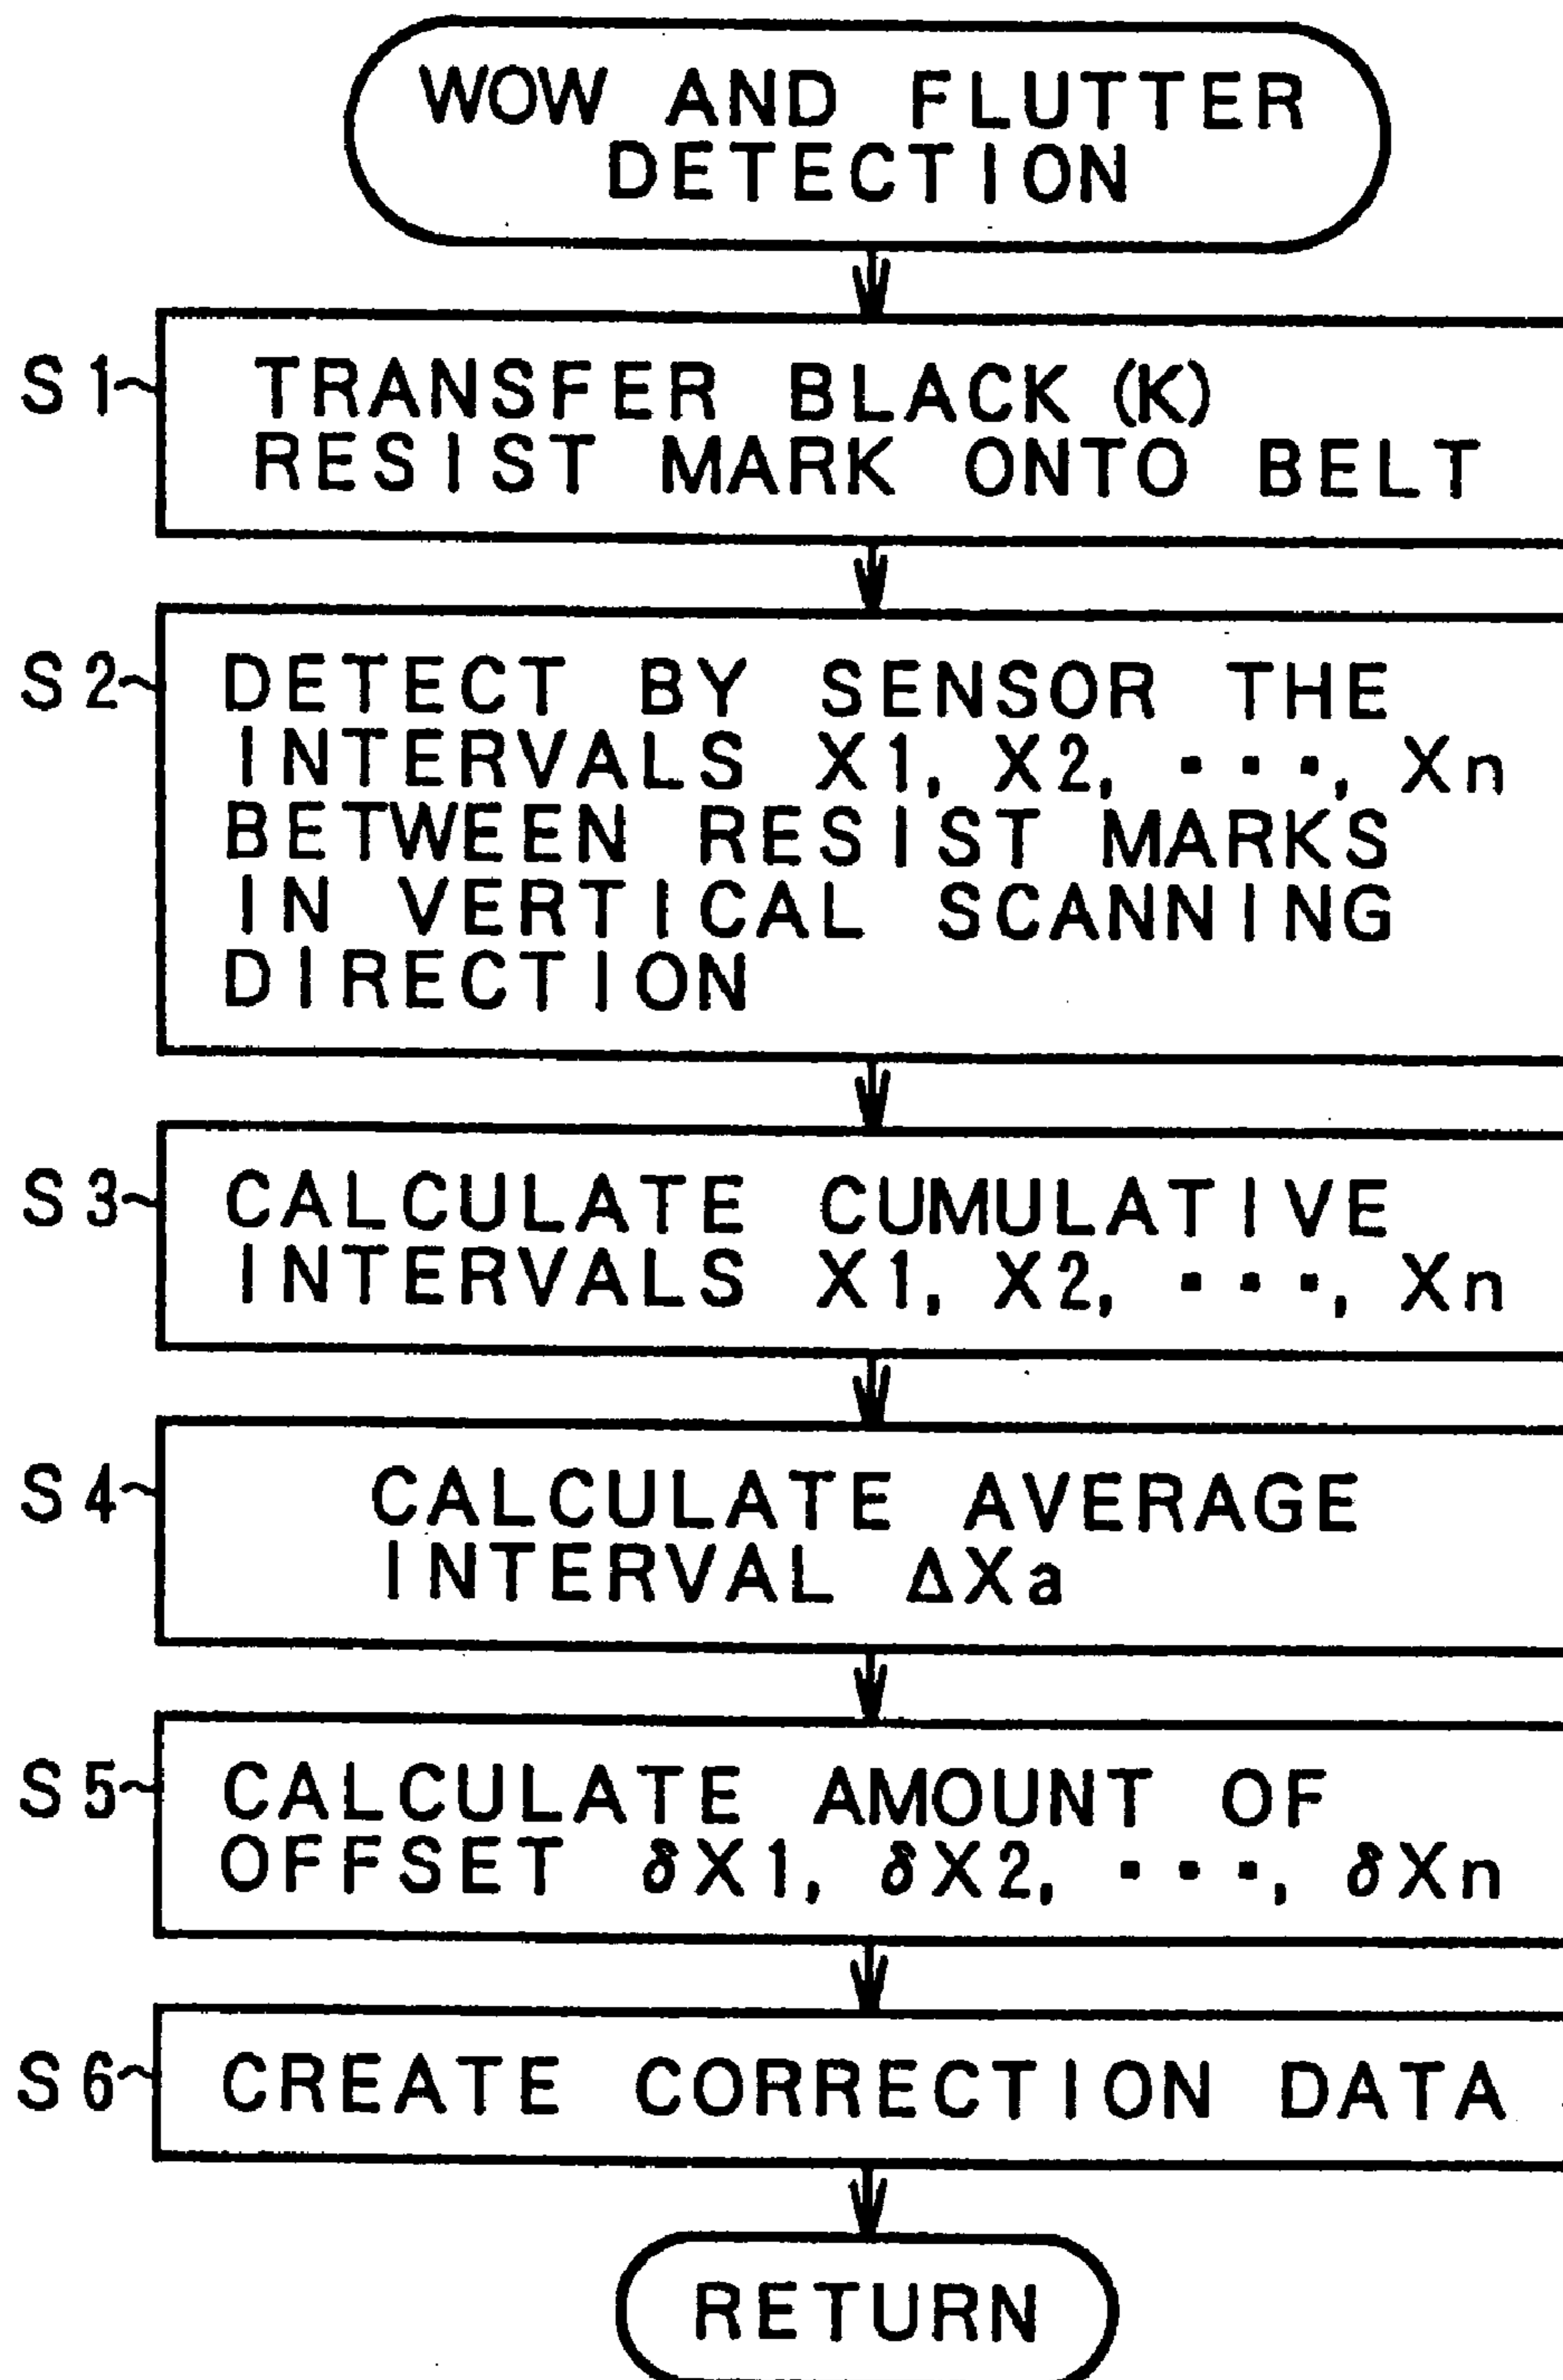 WOW AND FLUTTER
DETECTION
S1
TRANSFER BLACK (K)
RESIST MARK ONTO BELT
S2
DETECT BY SENSOR THE
INTERVALS X1, X2, ···, Xn
BETWEEN RESIST MARKS
IN VERTICAL SCANNING
DIRECTION
S3
CALCULATE CUMULATIVE
INTERVALS X1, X2, ···, Xn
S4
CALCULATE AVERAGE
INTERVAL ΔXa
S5
CALCULATE AMOUNT OF
OFFSET δX1, δX2, ···, δXn
S6
CREATE CORRECTION DATA
RETURN